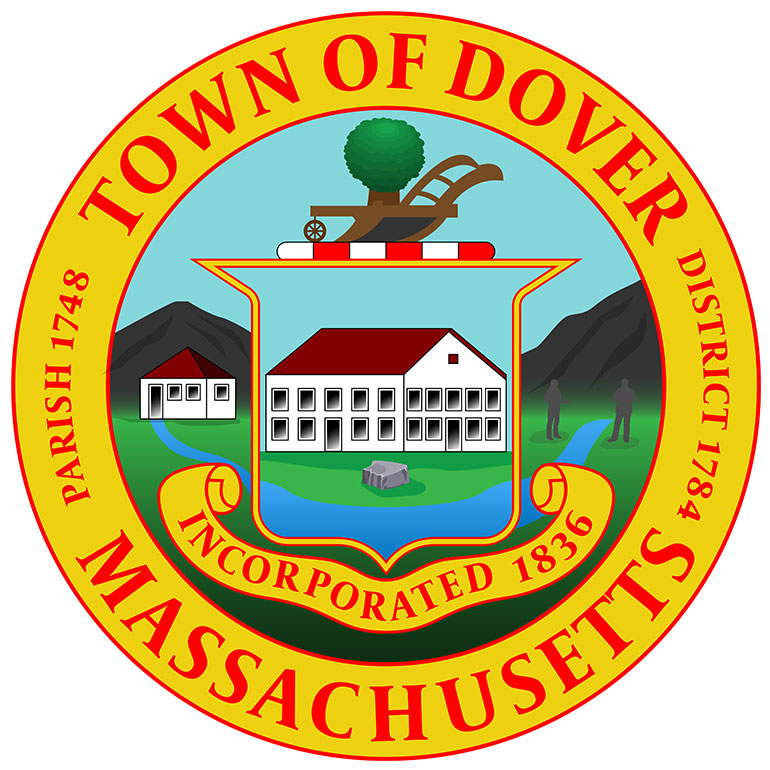 TOWN OF DOVER
PARISH 1748
DISTRICT 1784
INCORPORATED 1836
MASSACHUSETTS